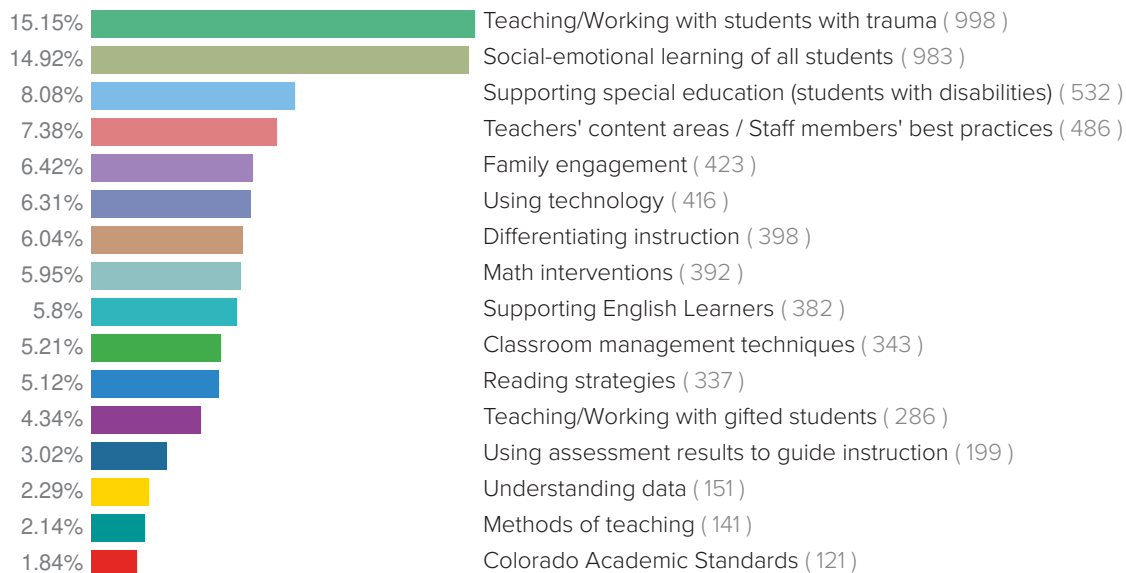 15.15% Teaching/Working with students with trauma ( 998 )
14.92% Social-emotional learning of all students ( 983 )
8.08% Supporting special education (students with disabilities) ( 532 )
7.38% Teachers' content areas / Staff members' best practices ( 486 )
6.42% Family engagement ( 423 )
6.31% Using technology ( 416 )
6.04% Differentiating instruction ( 398 )
5.95% Math interventions ( 392 )
5.8% Supporting English Learners ( 382 )
5.21% Classroom management techniques ( 343 )
5.12% Reading strategies ( 337 )
4.34% Teaching/Working with gifted students ( 286 )
3.02% Using assessment results to guide instruction ( 199 )
2.29% Understanding data ( 151 )
2.14% Methods of teaching ( 141 )
1.84% Colorado Academic Standards ( 121 )